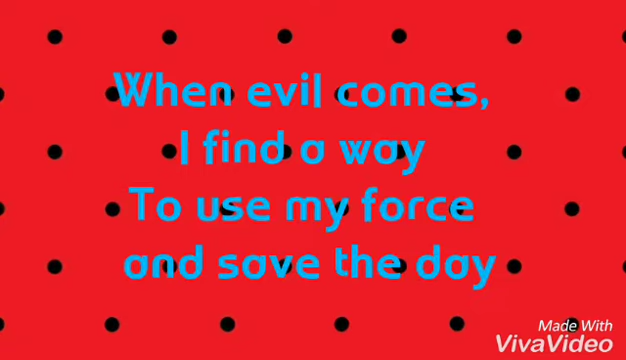 When evil comes,
I find a way
To use my force
and save the day
Made With
VivaVideo